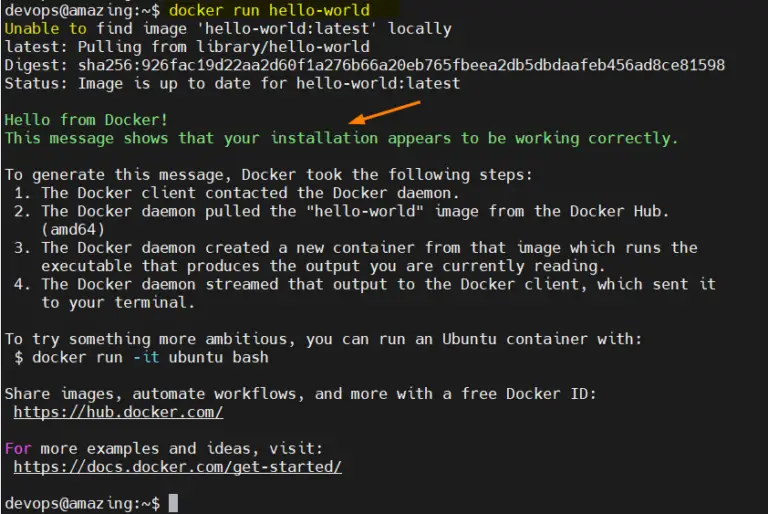 devops@amazing:~$ docker run hello-world
Unable to find image 'hello-world:latest' locally
latest: Pulling from library/hello-world
Digest: sha256:926fac19d22aa2d60f1a276b66a20eb765fbeea2db5dbdaafeb456ad8ce81598
Status: Image is up to date for hello-world:latest
Hello from Docker!
This message shows that your installation appears to be working correctly.
To generate this message, Docker took the following steps:
1. The Docker client contacted the Docker daemon.
2. The Docker daemon pulled the "hello-world" image from the Docker Hub.
(amd64)
3. The Docker daemon created a new container from that image which runs the
executable that produces the output you are currently reading.
4. The Docker daemon streamed that output to the Docker client, which sent it
to your terminal.
To try something more ambitious, you can run an Ubuntu container with:
$ docker run -it ubuntu bash
Share images, automate workflows, and more with a free Docker ID:
https://hub.docker.com/
For more examples and ideas, visit:
https://docs.docker.com/get-started/
devops@amazing:~$